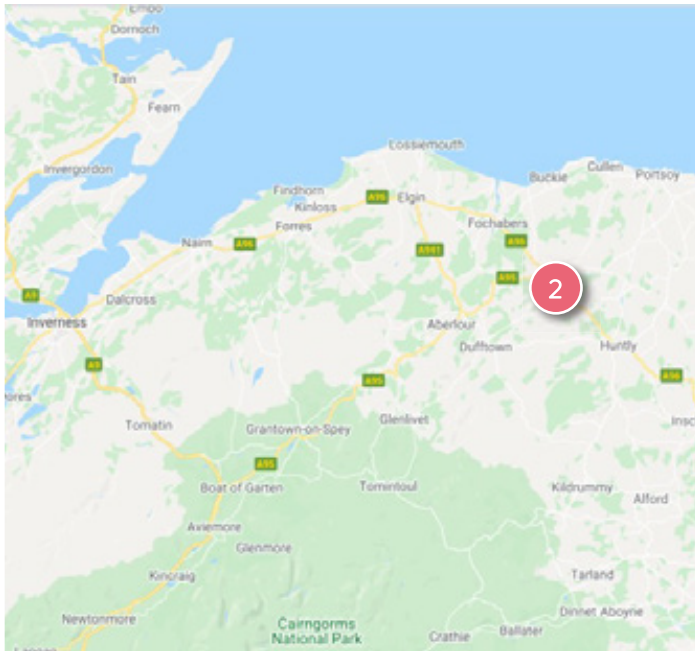 Embo
Dornoch
Tain
Fearn
Invergordon
Lossiemouth
Cullen
Buckie
Portsoy
Findhorn
Kinloss
A96
Elgin
Forres
Fochabers
Nairn
A96
A96
A941
A95
2
A9
Dalcross
Inverness
Aberlour
Dufftown
Huntly
A9
A95
A96
ores
Tomatin
Grantown-on-Spey
Glenlivet
Insc
A95
Boat of Garten
Tomintoul
Kildrummy
Alford
Aviemore
Glenmore
Kincraig
Tarland
Newtonmore
Cairngorms
National Park
Dinnet Aboyne
Crathie
Ballater